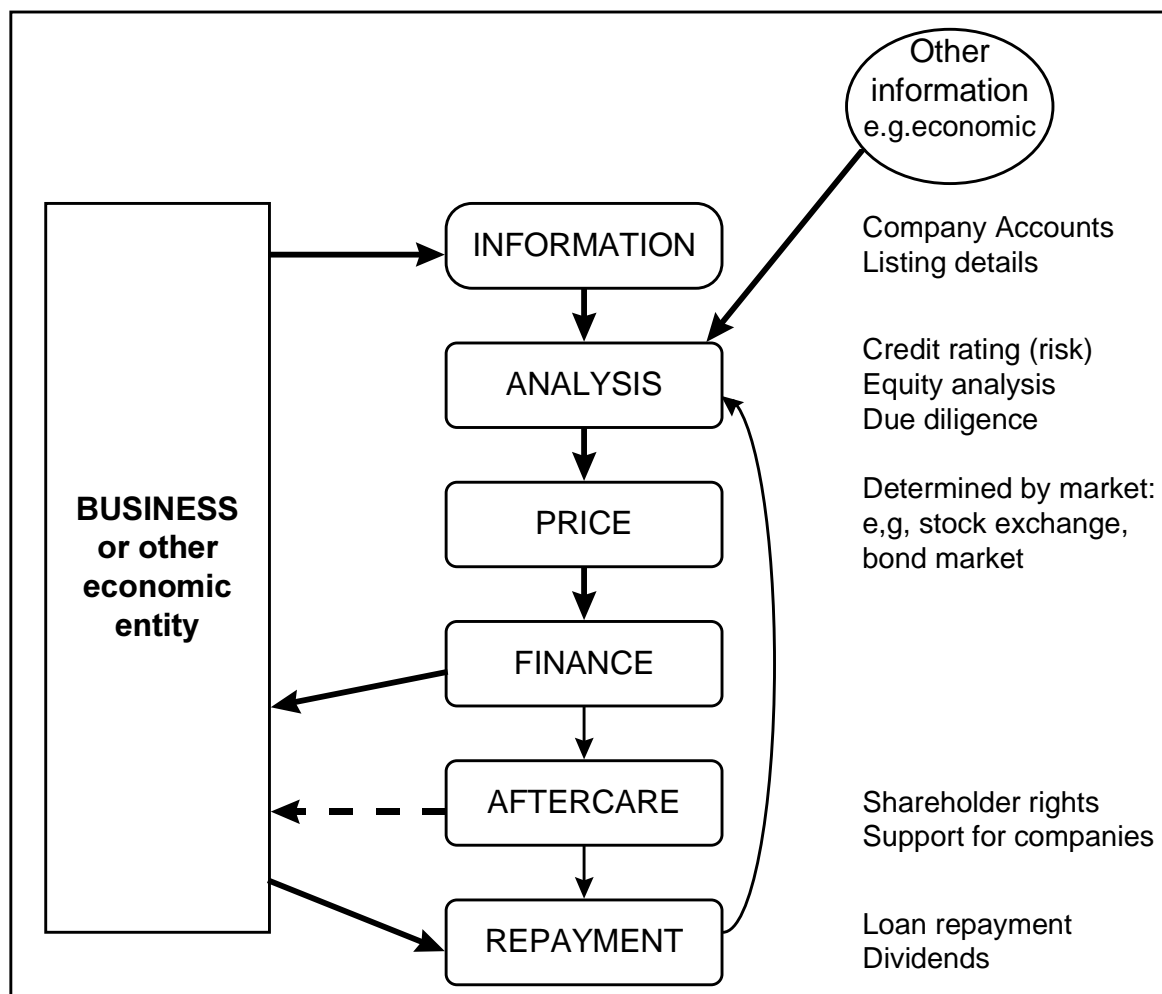 Other
information
e.g.economic
INFORMATION
Company Accounts
Listing details
ANALYSIS
Credit rating (risk)
Equity analysis
Due diligence
BUSINESS
or other
economic
entity
PRICE
Determined by market:
e,g, stock exchange,
bond market
FINANCE
AFTERCARE
Shareholder rights
Support for companies
REPAYMENT
Loan repayment
Dividends